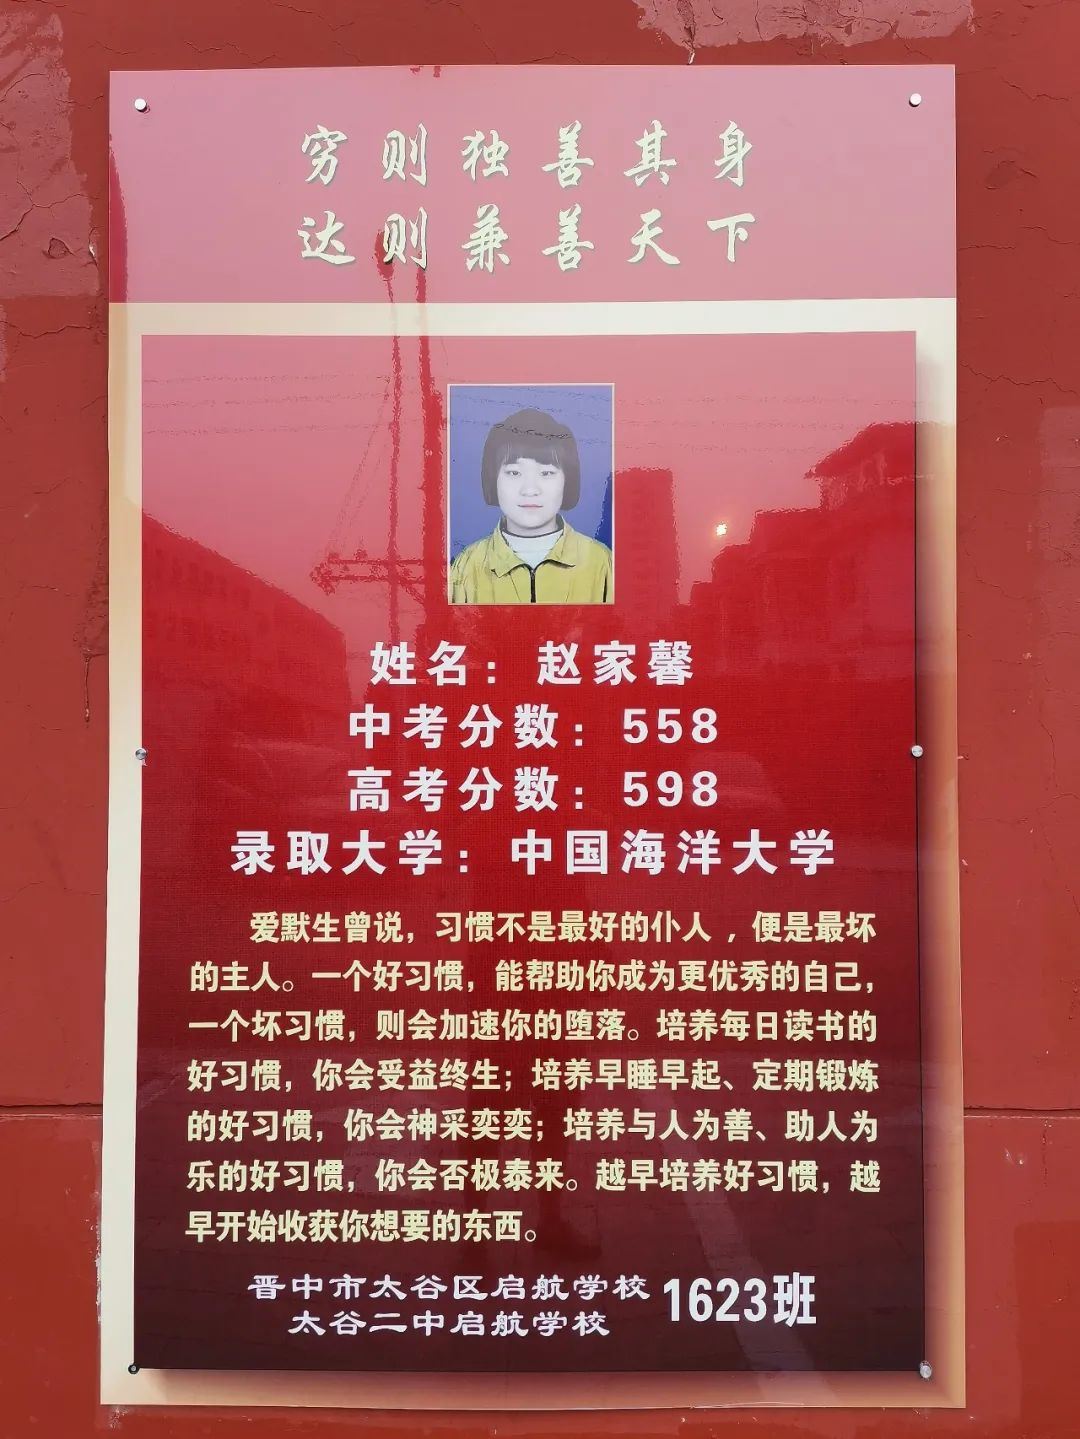 穷则独善其身
达则兼善天下
姓名：赵家馨
中考分数：558
高考分数：598
录取大学：中国海洋大学
爱默生曾说，习惯不是最好的仆人，便是最坏
的主人。一个好习惯，能帮助你成为更优秀的自己，
一个坏习惯，则会加速你的堕落。培养每日读书的
好习惯，你会受益终生；培养早睡早起、定期锻炼
的好习惯，你会神采奕奕；培养与人为善、助人为
乐的好习惯，你会否极泰来。越早培养好习惯，越
早开始收获你想要的东西。
晋中市太谷区启航学校
太谷二中启航学校
1623班